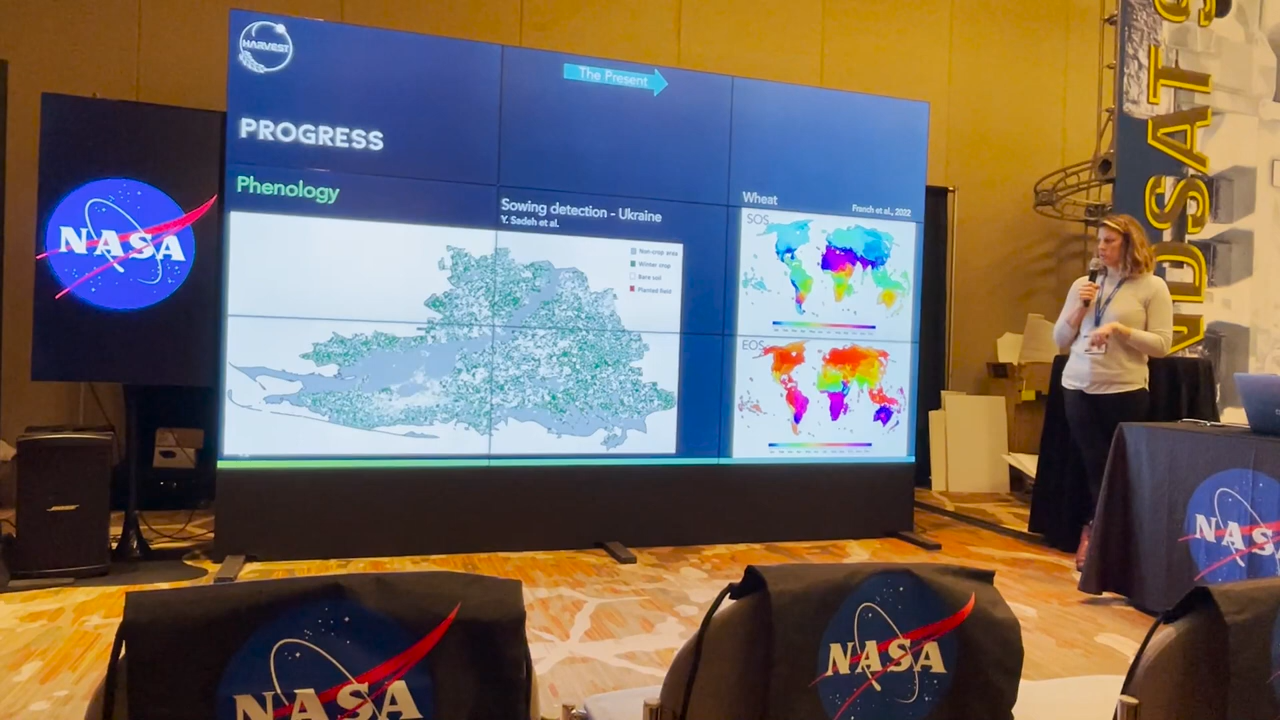 HARVEST
The Present
PROGRESS
Phenology
Sowing detection - Ukraine
Y. Sadeh et al.
Non-crop area
Winter crop
Bare soil
Planted field
Wheat
Franch et al., 2022
SOS
EOS
NASA
NASA
NASA
NAS